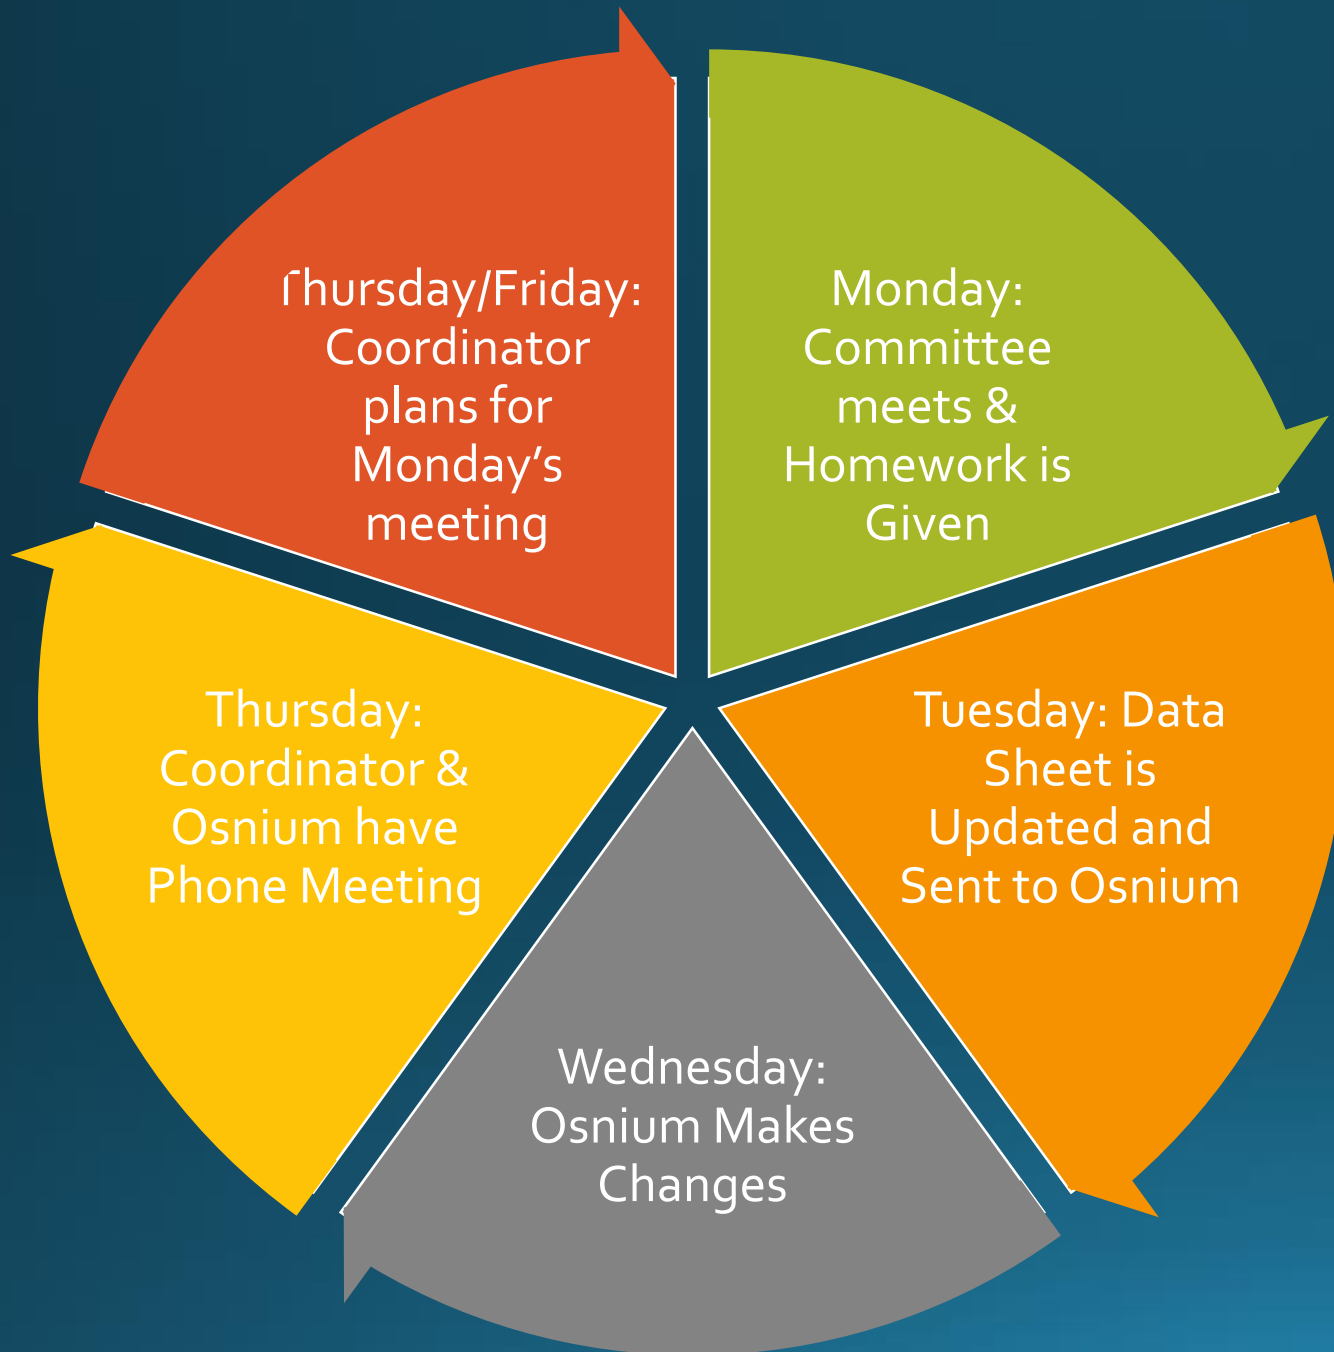 Monday:
Committee
meets &
Homework is
Given
Tuesday: Data
Sheet is
Updated and
Sent to Osnium
Wednesday:
Osnium Makes
Changes
Thursday:
Coordinator &
Osnium have
Phone Meeting
Thursday/Friday:
Coordinator
plans for
Monday's
meeting